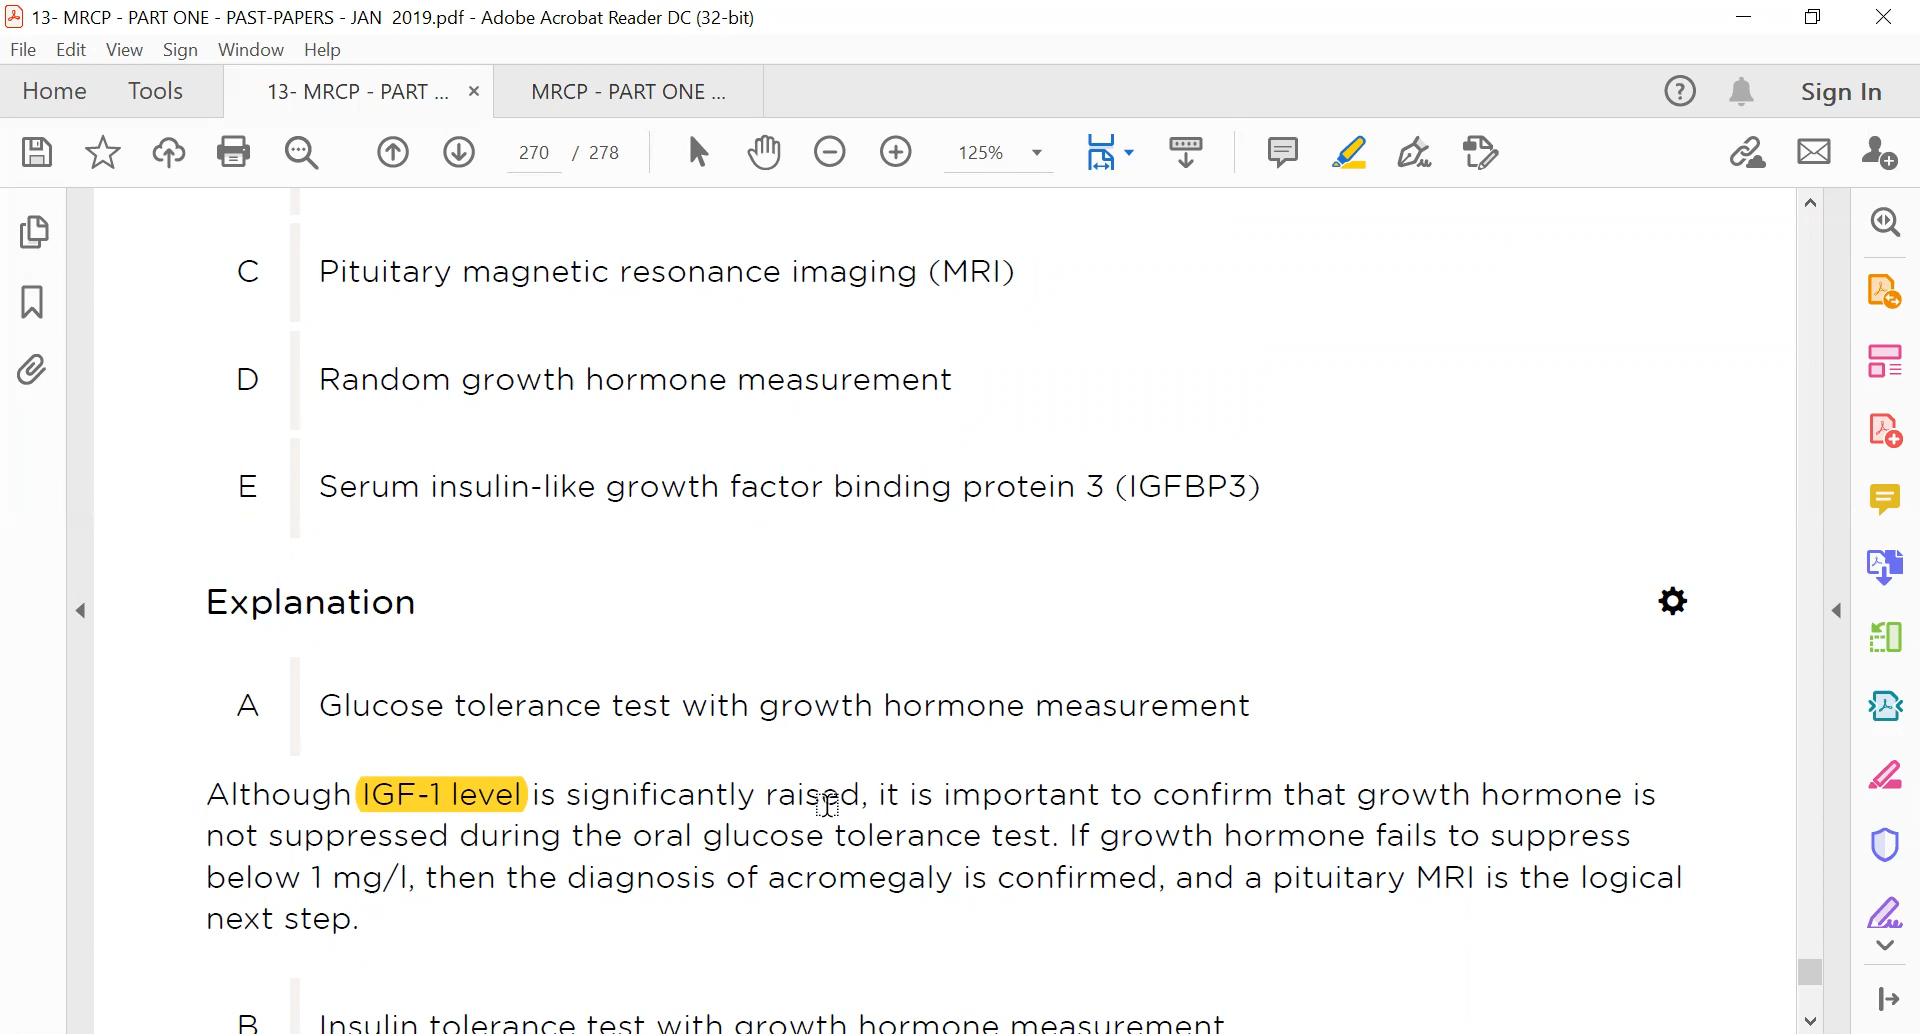 13- MRCP - PART ONE - PAST-PAPERS - JAN  2019.pdf - Adobe Acrobat Reader DC (32-bit)
File Edit View Sign Window Help
Home Tools 13- MRCP - PART ... × MRCP - PART ONE ... Sign In
270 / 278 125%
C Pituitary magnetic resonance imaging (MRI)
D Random growth hormone measurement
E Serum insulin-like growth factor binding protein 3 (IGFBP3)
Explanation
A Glucose tolerance test with growth hormone measurement
Although IGF-1 level is significantly raised, it is important to confirm that growth hormone is
not suppressed during the oral glucose tolerance test. If growth hormone fails to suppress
below 1 mg/l, then the diagnosis of acromegaly is confirmed, and a pituitary MRI is the logical
next step.
B Insulin tolerance test with growth hormone measurement